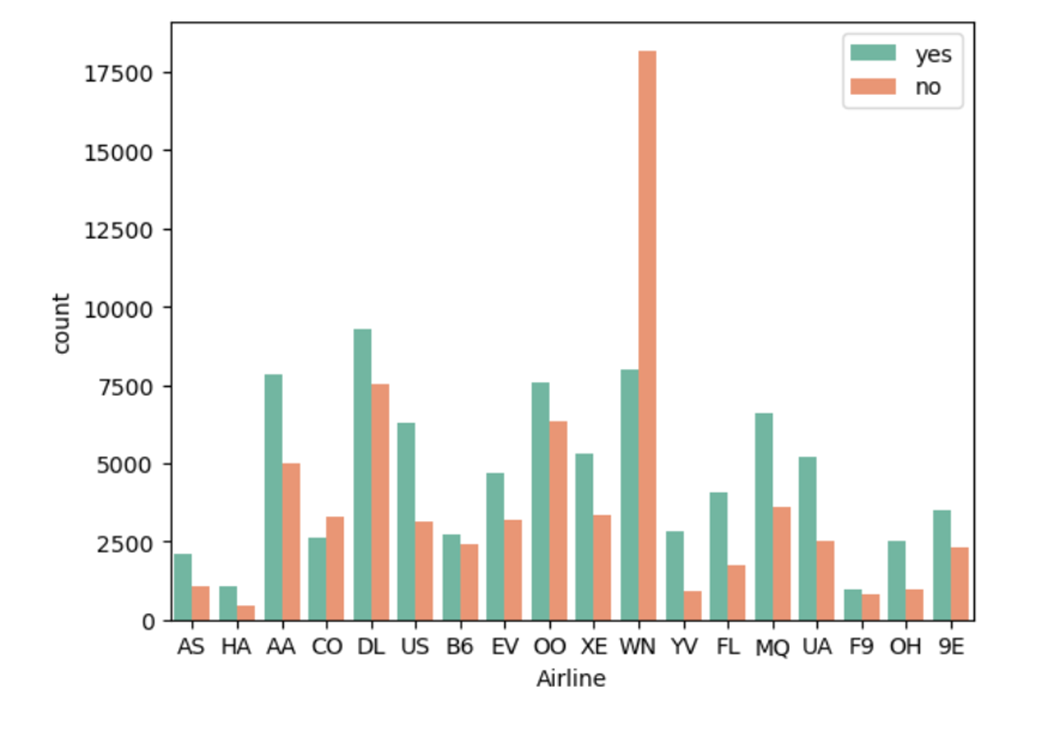 yes
no
17500
15000
12500
10000
7500
5000
2500
0
count
AS HA AA CO DL US B6 EV OO XE WN YV FL MQ UA F9 OH 9E
Airline